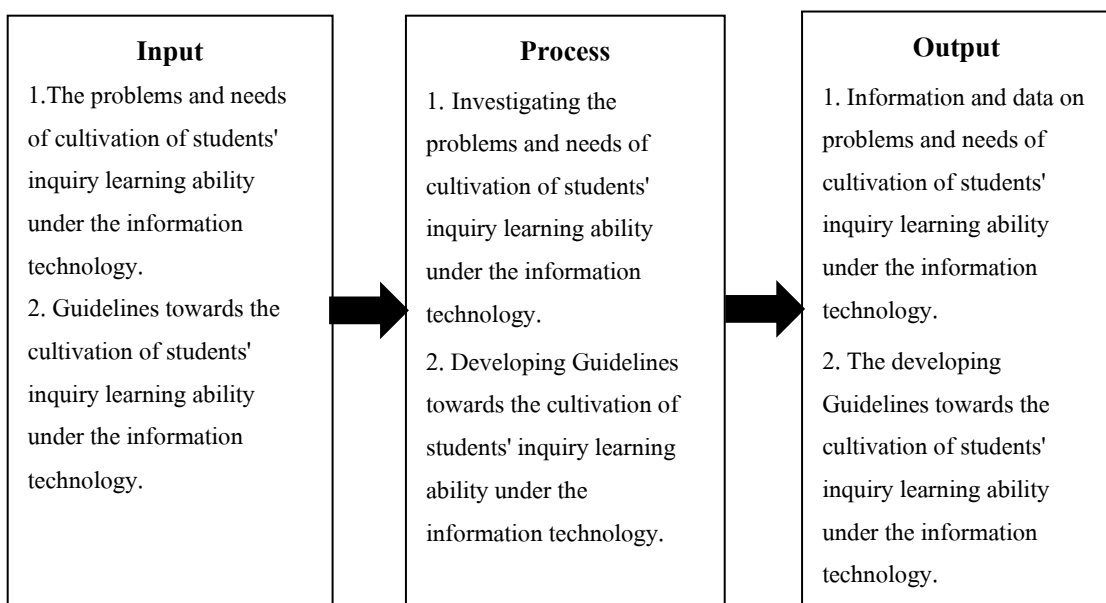 Input
1.The problems and needs
of cultivation of students'
inquiry learning ability
under the information
technology.
2. Guidelines towards the
cultivation of students'
inquiry learning ability
under the information
technology.
Process
1. Investigating the
problems and needs of
cultivation of students'
inquiry learning ability
under the information
technology.
2. Developing Guidelines
towards the cultivation of
students' inquiry learning
ability under the
information technology.
Output
1. Information and data on
problems and needs of
cultivation of students'
inquiry learning ability
under the information
technology.
2. The developing
Guidelines towards the
cultivation of students'
inquiry learning ability
under the information
technology.